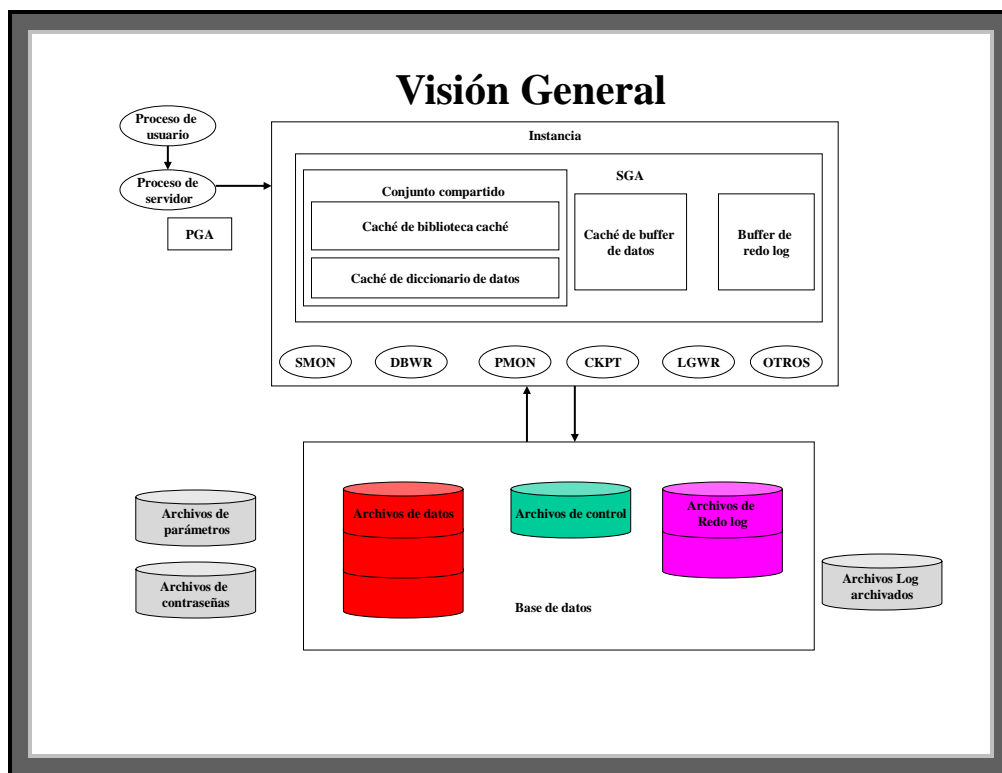 Visión General
Proceso de
usuario
Instancia
Proceso de
servidor
SGA
Conjunto compartido
PGA
Caché de biblioteca caché
Caché de buffer
de datos
Buffer de
redo log
Caché de diccionario de datos
SMON
DBWR
PMON
CKPT
LGWR
OTROS
Archivos de
parámetros
Archivos de datos
Archivos de control
Archivos de
Redo log
Archivos de
contraseñas
Base de datos
Archivos Log
archivados